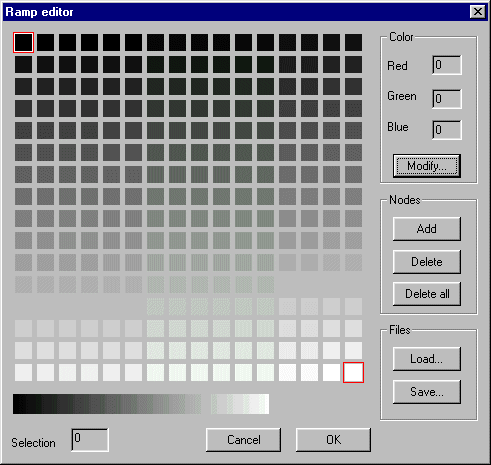 Ramp editor
Color
Red 0
Green 0
Blue 0
Modify...
Nodes
Add
Delete
Delete all
Files
Load...
Save...
Selection 0
Cancel
OK